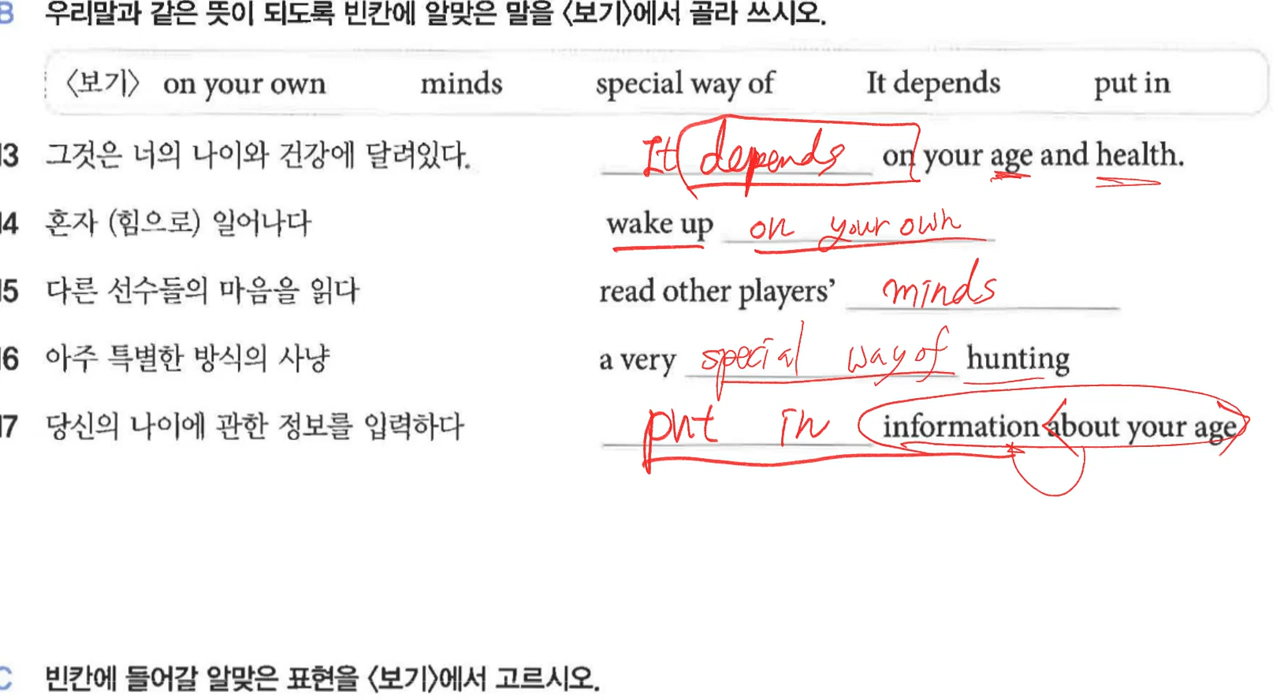 B 우리말과 같은 뜻이 되도록 빈칸에 알맞은 말을 〈보기〉에서 골라 쓰시오.
〈보기〉 on your own minds special way of It depends put in
13 그것은 너의 나이와 건강에 달려있다. It depends on your age and health.
14 혼자 (힘으로) 일어나다 wake up on your own
15 다른 선수들의 마음을 읽다 read other players' minds
16 아주 특별한 방식의 사냥 a very special way of hunting
17 당신의 나이에 관한 정보를 입력하다 put in information about your age
C 빈칸에 들어갈 알맞은 표현을 〈보기〉에서 고르시오.